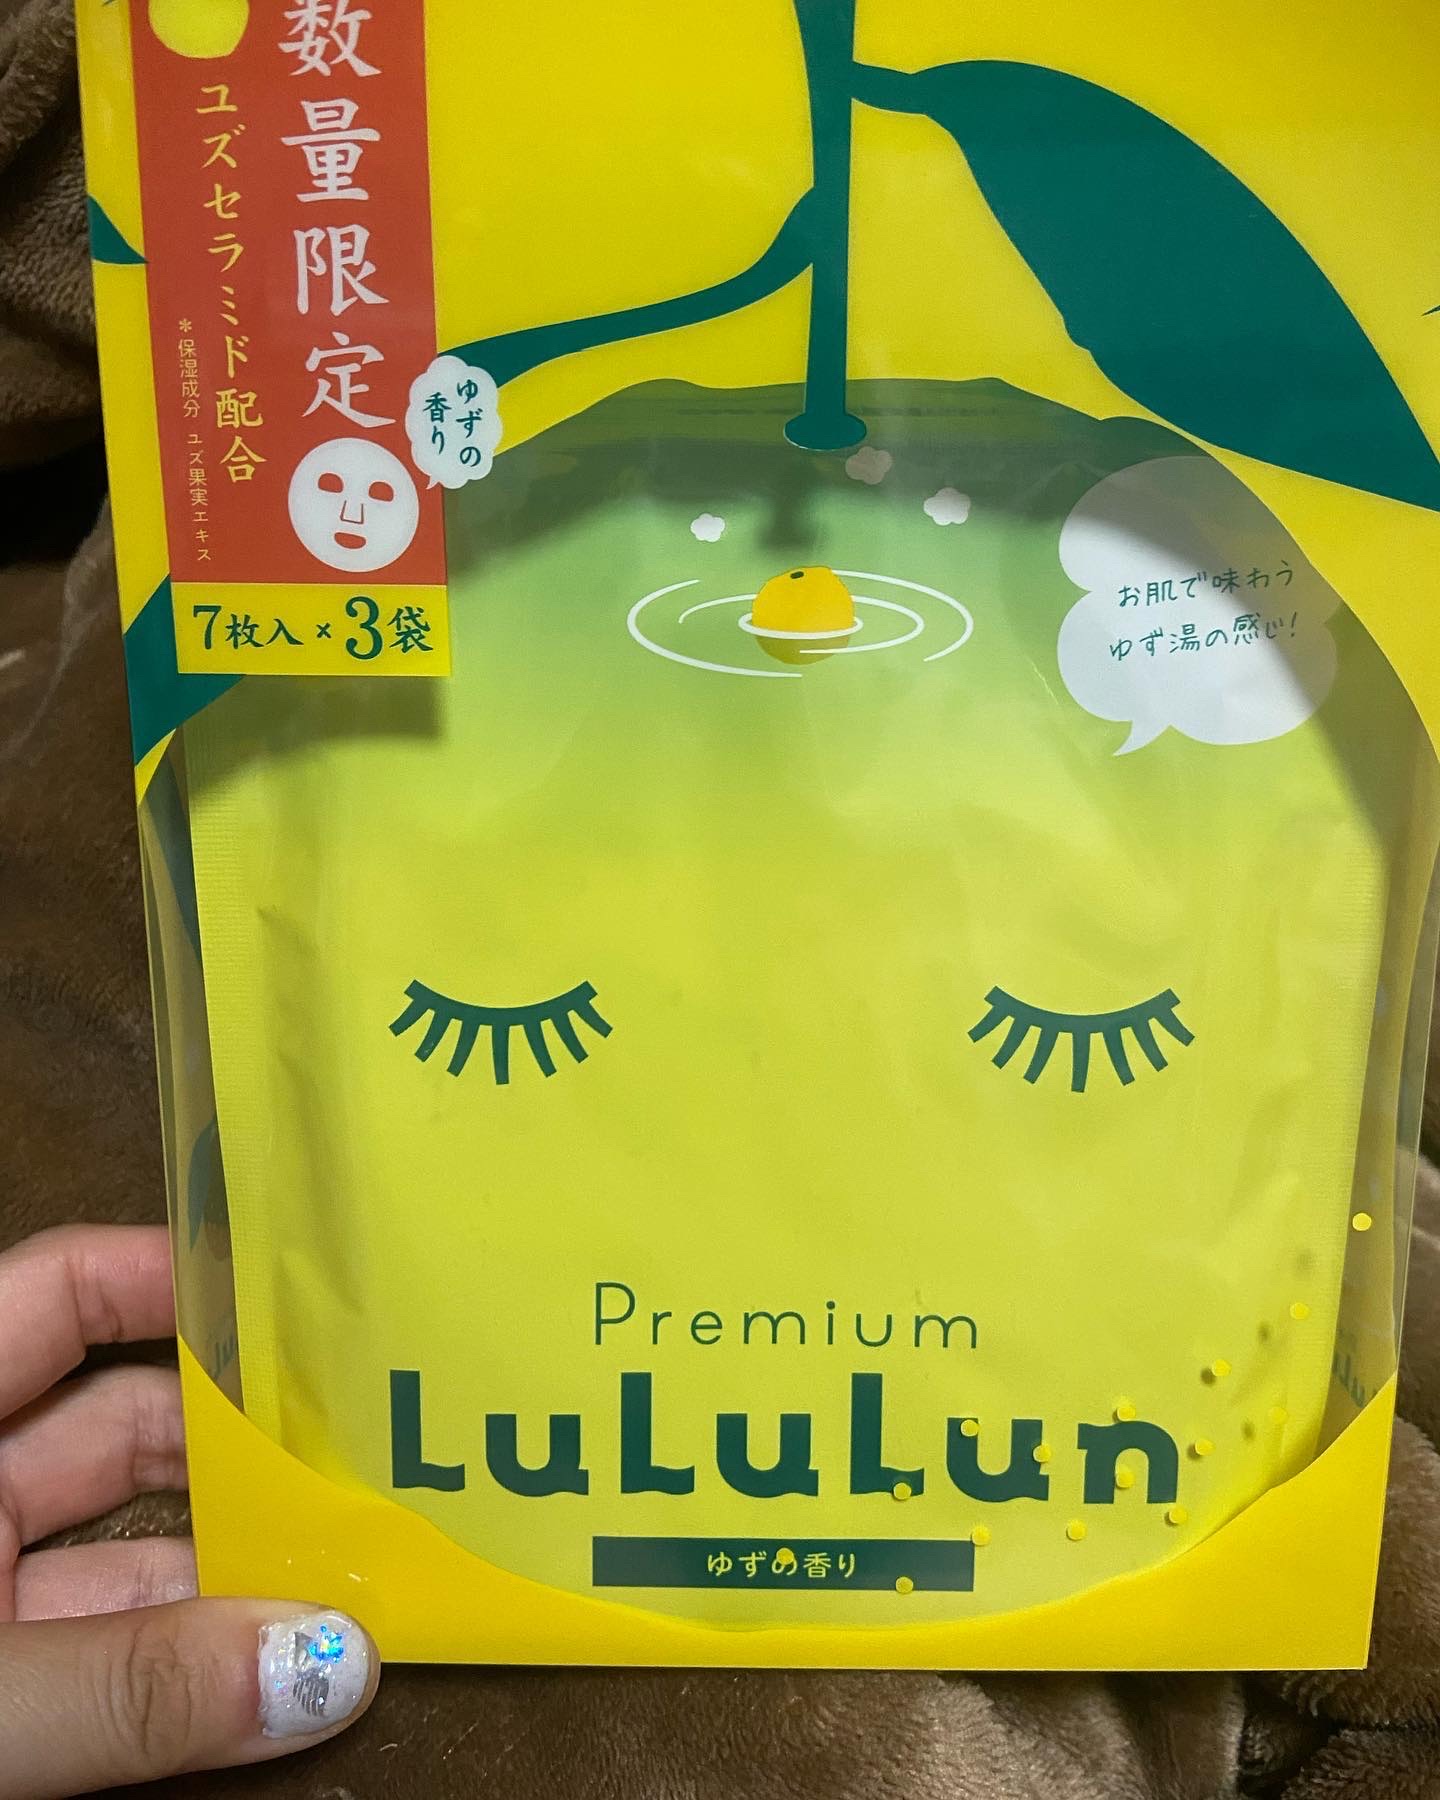 数量限定
ユズセラミド配合
*保湿成分 ユズ果実エキス
ゆずの
香り
7枚入×3袋
お肌で味わう
ゆず湯の感じ!
Premium
LuLuLun
ゆずの香り